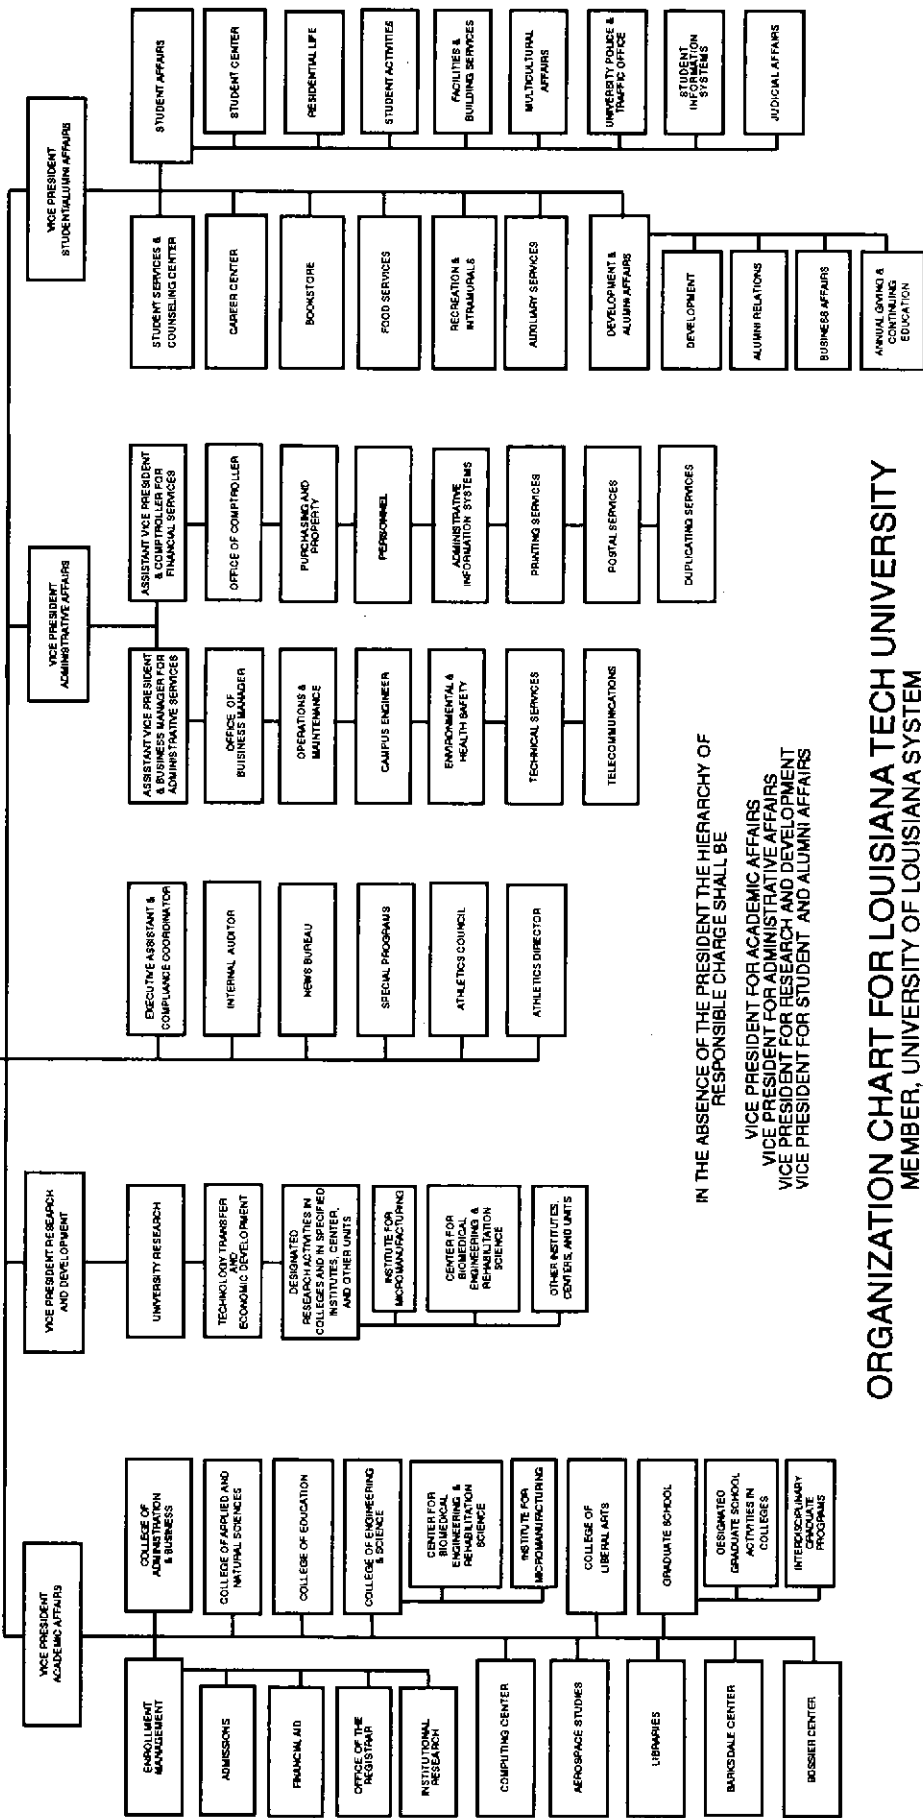 VICE PRESIDENT
ACADEMIC AFFAIRS
ENROLLMENT
MANAGEMENT
ADMISSIONS
FINANCIAL AID
OFFICE OF THE
REGISTRAR
INSTITUTIONAL
RESEARCH
COMPUTING CENTER
AEROSPACE STUDIES
LIBRARIES
BARKSDALE CENTER
BOSSIER CENTER
COLLEGE OF
ADMINISTRATION
& BUSINESS
COLLEGE OF APPLIED AND
NATURAL SCIENCES
COLLEGE OF EDUCATION
COLLEGE OF ENGINEERING
& SCIENCE
CENTER FOR
BIOMEDICAL
ENGINEERING &
REHABILITATION
SCIENCE
INSTITUTE FOR
MICROMANUFACTURING
COLLEGE OF
LIBERAL ARTS
GRADUATE SCHOOL
DESIGNATED
GRADUATE SCHOOL
ACTIVITIES IN
COLLEGES
INTERDISCIPLINARY
GRADUATE
PROGRAMS
VICE PRESIDENT RESEARCH
AND DEVELOPMENT
UNIVERSITY RESEARCH
TECHNOLOGY TRANSFER
AND
ECONOMIC DEVELOPMENT
DESIGNATED
RESEARCH ACTIVITIES IN
COLLEGES AND IN SPECIFIED
INSTITUTES, CENTER,
AND OTHER UNITS
INSTITUTE FOR
MICROMANUFACTURING
CENTER FOR
BIOMEDICAL
ENGINEERING &
REHABILITATION
SCIENCE
OTHER INSTITUTES,
CENTERS, AND UNITS
EXECUTIVE ASSISTANT &
COMPLIANCE COORDINATOR
INTERNAL AUDITOR
NEWS BUREAU
SPECIAL PROGRAMS
ATHLETICS COUNCIL
ATHLETICS DIRECTOR
VICE PRESIDENT
ADMINISTRATIVE AFFAIRS
ASSISTANT VICE PRESIDENT
& BUSINESS MANAGER FOR
ADMINISTRATIVE SERVICES
OFFICE OF
BUISINESS MANAGER
OPERATIONS &
MAINTENANCE
CAMPUS ENGINEER
ENVIRONMENTAL &
HEALTH SAFETY
TECHNICAL SERVICES
TELECOMMUNICATIONS
ASSISTANT VICE PRESIDENT
& COMPTROLLER FOR
FINANCIAL SERVICES
OFFICE OF COMPTROLLER
PURCHASING AND
PROPERTY
PERSONNEL
ADMINISTRATIVE
INFORMATION SYSTEMS
PRINTING SERVICES
POSTAL SERVICES
DUPLICATING SERVICES
VICE PRESIDENT
STUDENT/ALUMNI AFFAIRS
STUDENT SERVICES &
COUNSELING CENTER
CAREER CENTER
BOOKSTORE
FOOD SERVICES
RECREATION &
INTRAMURALS
AUXILIARY SERVICES
DEVELOPMENT &
ALUMNI AFFAIRS
DEVELOPMENT
ALUMNI RELATIONS
BUSINESS AFFAIRS
ANNUAL GIVING &
CONTINUING
EDUCATION
STUDENT AFFAIRS
STUDENT CENTER
RESIDENTIAL LIFE
STUDENT ACTIVITIES
FACILITIES &
BUILDING SERVICES
MULTICULTURAL
AFFAIRS
UNIVERSITY POLICE &
TRAFFIC OFFICE
STUDENT
INFORMATION
SYSTEMS
JUDICIAL AFFAIRS
IN THE ABSENCE OF THE PRESIDENT THE HIERARCHY OF
RESPONSIBLE CHARGE SHALL BE
VICE PRESIDENT FOR ACADEMIC AFFAIRS
VICE PRESIDENT FOR ADMINISTRATIVE AFFAIRS
VICE PRESIDENT FOR RESEARCH AND DEVELOPMENT
VICE PRESIDENT FOR STUDENT AND ALUMNI AFFAIRS
ORGANIZATION CHART FOR LOUISIANA TECH UNIVERSITY
MEMBER, UNIVERSITY OF LOUISIANA SYSTEM